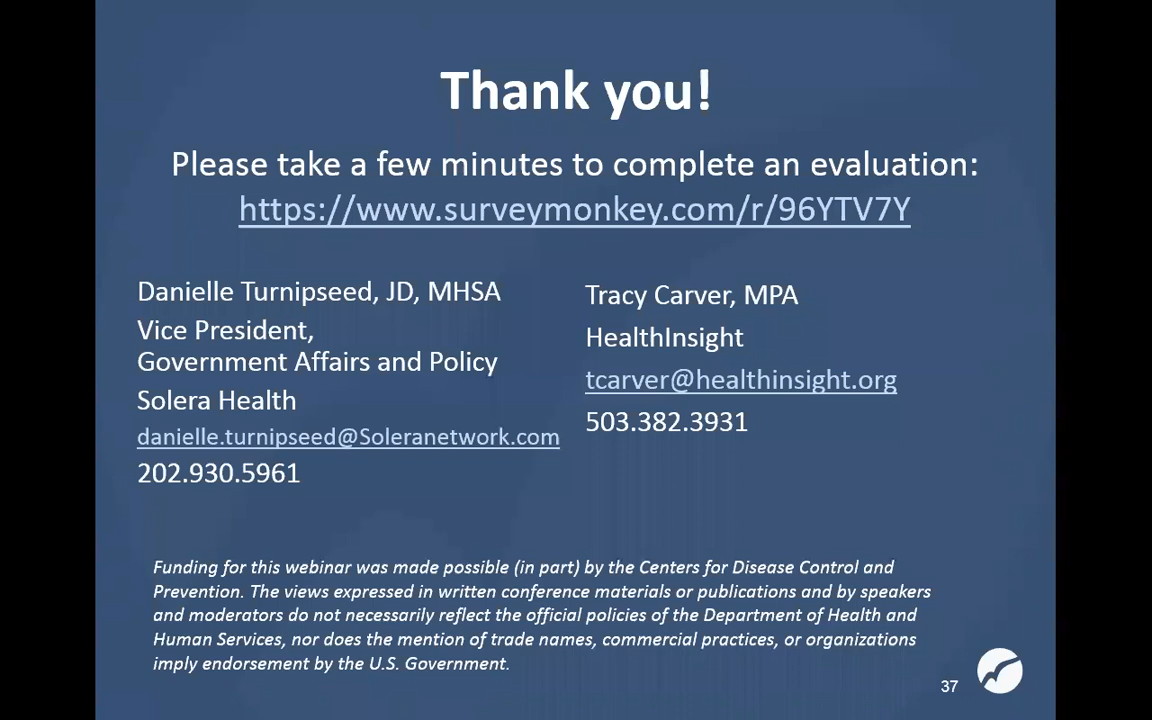 Thank you!
Please take a few minutes to complete an evaluation:
https://www.surveymonkey.com/r/96YTV7Y
Danielle Turnipseed, JD, MHSA
Vice President,
Government Affairs and Policy
Solera Health
danielle.turnipseed@Soleranetwork.com
202.930.5961
Tracy Carver, MPA
HealthInsight
tcarver@healthinsight.org
503.382.3931
Funding for this webinar was made possible (in part) by the Centers for Disease Control and
Prevention. The views expressed in written conference materials or publications and by speakers
and moderators do not necessarily reflect the official policies of the Department of Health and
Human Services, nor does the mention of trade names, commercial practices, or organizations
imply endorsement by the U.S. Government.
37